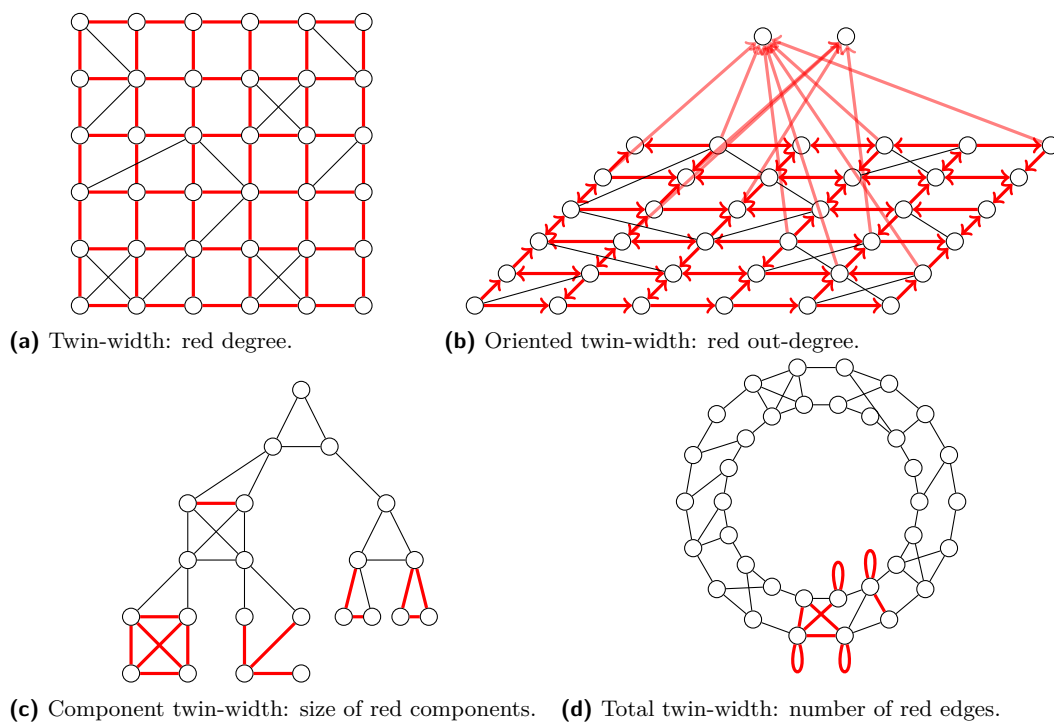 (a) Twin-width: red degree.
(b) Oriented twin-width: red out-degree.
(c) Component twin-width: size of red components.
(d) Total twin-width: number of red edges.